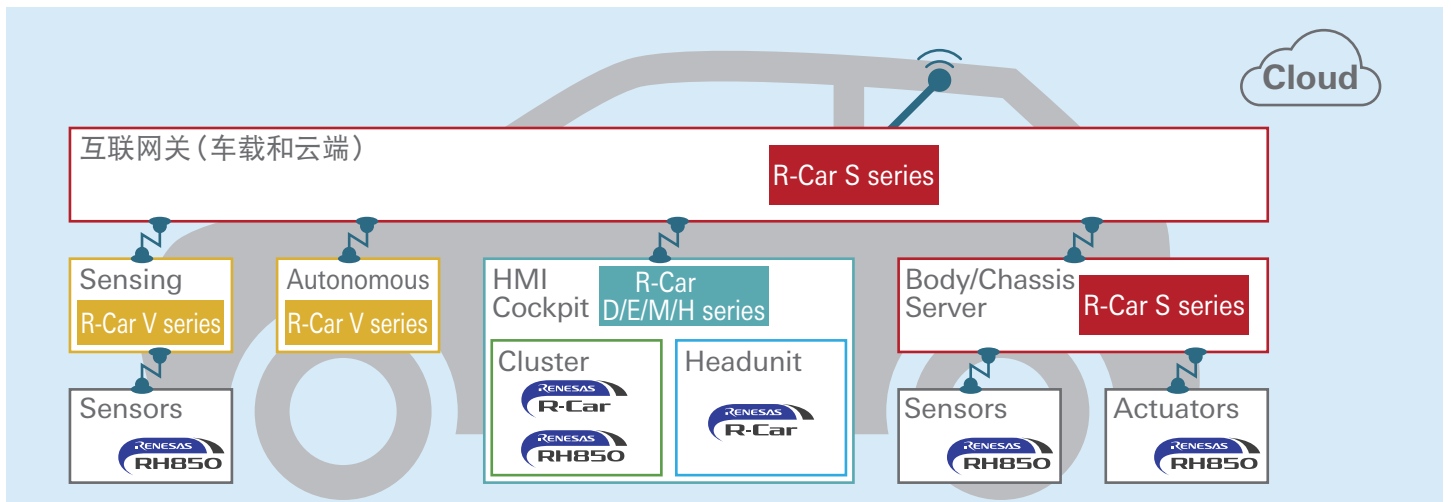 Cloud
互联网关（车载和云端）
R-Car S series
Sensing
R-Car V series
Autonomous
R-Car V series
HMI
Cockpit
R-Car
D/E/M/H series
Body/Chassis
Server
R-Car S series
Cluster
RENESAS
R-Car
RENESAS
RH850
Headunit
RENESAS
R-Car
Sensors
RENESAS
RH850
Sensors
RENESAS
RH850
Actuators
RENESAS
RH850